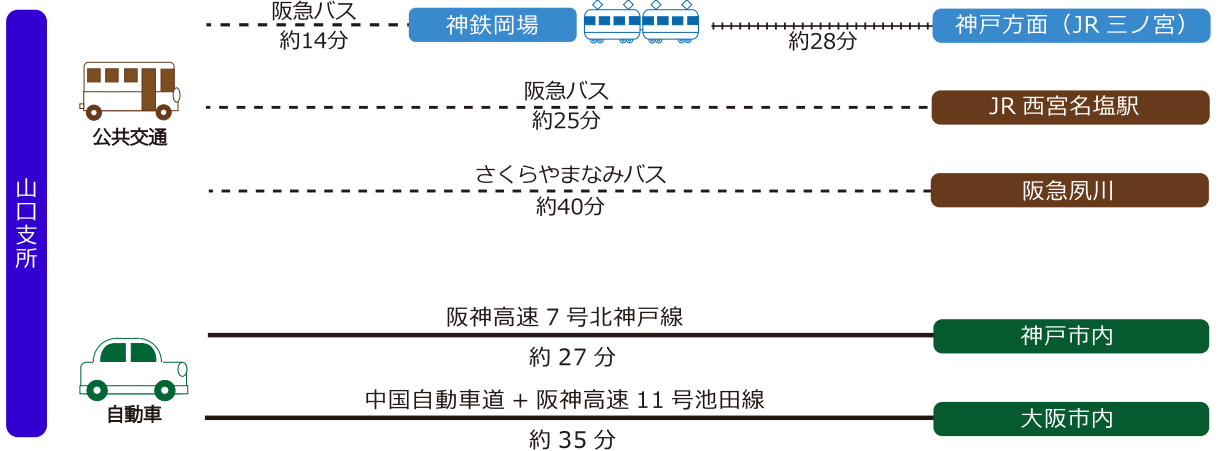 山口支所
公共交通
阪急バス
約14分
神鉄岡場
約28分
神戸方面（JR 三ノ宮）
阪急バス
約25分
JR 西宮名塩駅
さくらやまなみバス
約40分
阪急夙川
自動車
阪神高速 7 号北神戸線
約 27 分
神戸市内
中国自動車道 + 阪神高速 11 号池田線
約 35 分
大阪市内